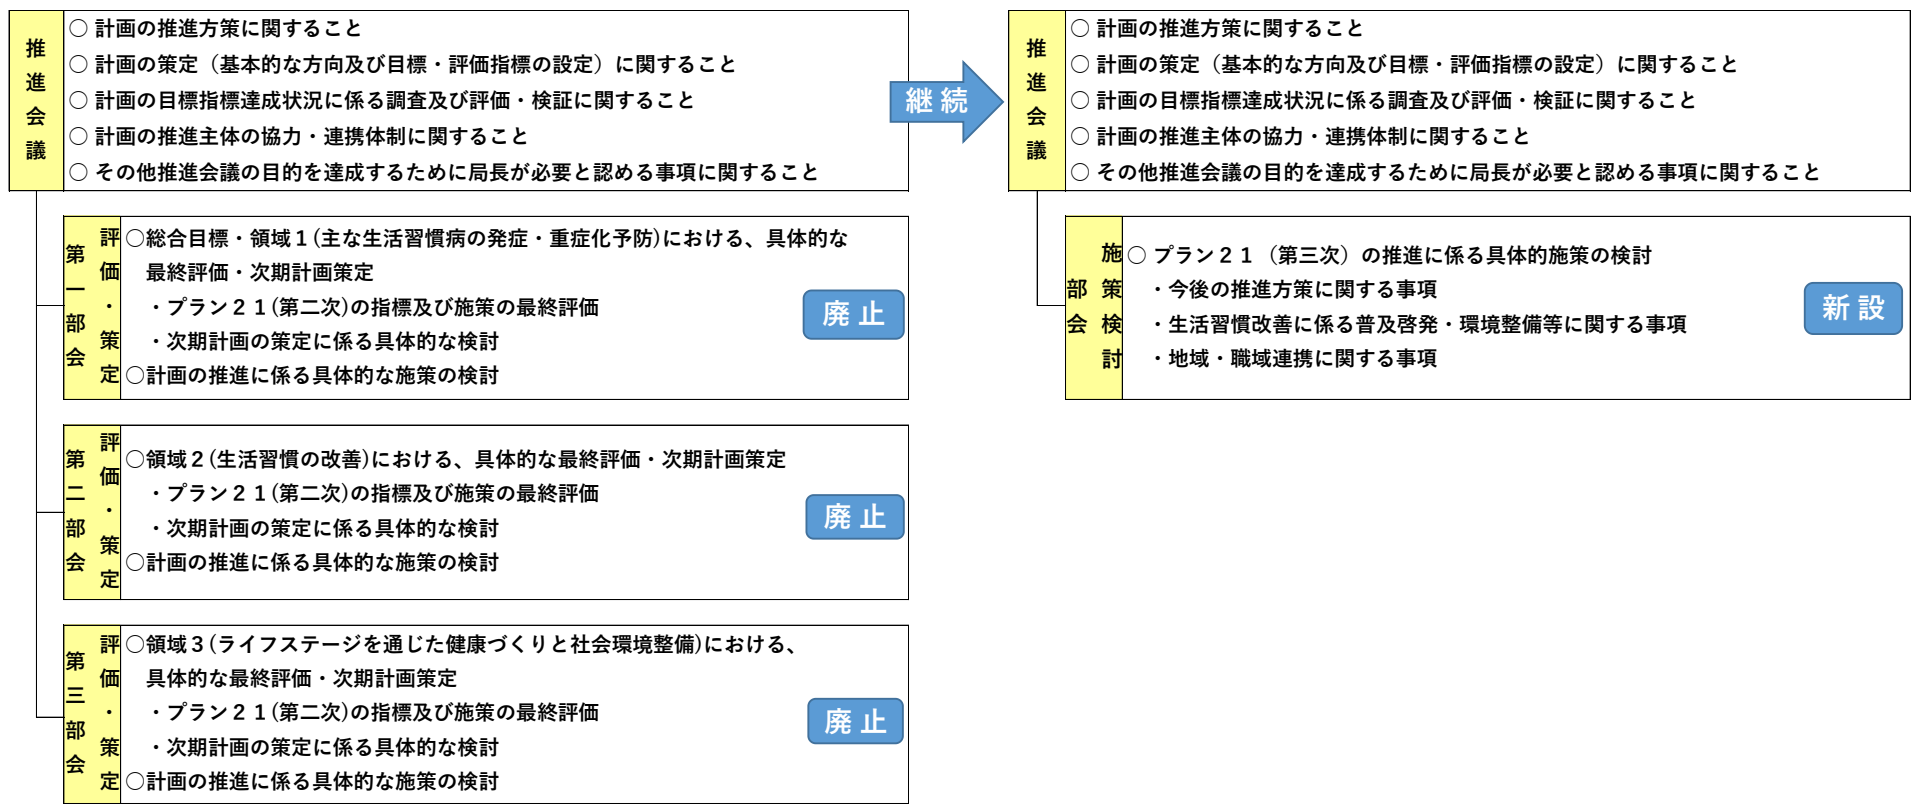 推進会議
○ 計画の推進方策に関すること
○ 計画の策定（基本的な方向及び目標・評価指標の設定）に関すること
○ 計画の目標指標達成状況に係る調査及び評価・検証に関すること
○ 計画の推進主体の協力・連携体制に関すること
○ その他推進会議の目的を達成するために局長が必要と認める事項に関すること
継続
推進会議
○ 計画の推進方策に関すること
○ 計画の策定（基本的な方向及び目標・評価指標の設定）に関すること
○ 計画の目標指標達成状況に係る調査及び評価・検証に関すること
○ 計画の推進主体の協力・連携体制に関すること
○ その他推進会議の目的を達成するために局長が必要と認める事項に関すること
評価・策定
第一部会
○総合目標・領域１(主な生活習慣病の発症・重症化予防)における、具体的な
最終評価・次期計画策定
・プラン２１(第二次)の指標及び施策の最終評価
・次期計画の策定に係る具体的な検討
○計画の推進に係る具体的な施策の検討
廃止
施策検討
部会
○ プラン２１（第三次）の推進に係る具体的施策の検討
・今後の推進方策に関する事項
・生活習慣改善に係る普及啓発・環境整備等に関する事項
・地域・職域連携に関する事項
新設
評価・策定
第二部会
○領域２(生活習慣の改善)における、具体的な最終評価・次期計画策定
・プラン２１(第二次)の指標及び施策の最終評価
・次期計画の策定に係る具体的な検討
○計画の推進に係る具体的な施策の検討
廃止
評価・策定
第三部会
○領域３(ライフステージを通じた健康づくりと社会環境整備)における、
具体的な最終評価・次期計画策定
・プラン２１(第二次)の指標及び施策の最終評価
・次期計画の策定に係る具体的な検討
○計画の推進に係る具体的な施策の検討
廃止